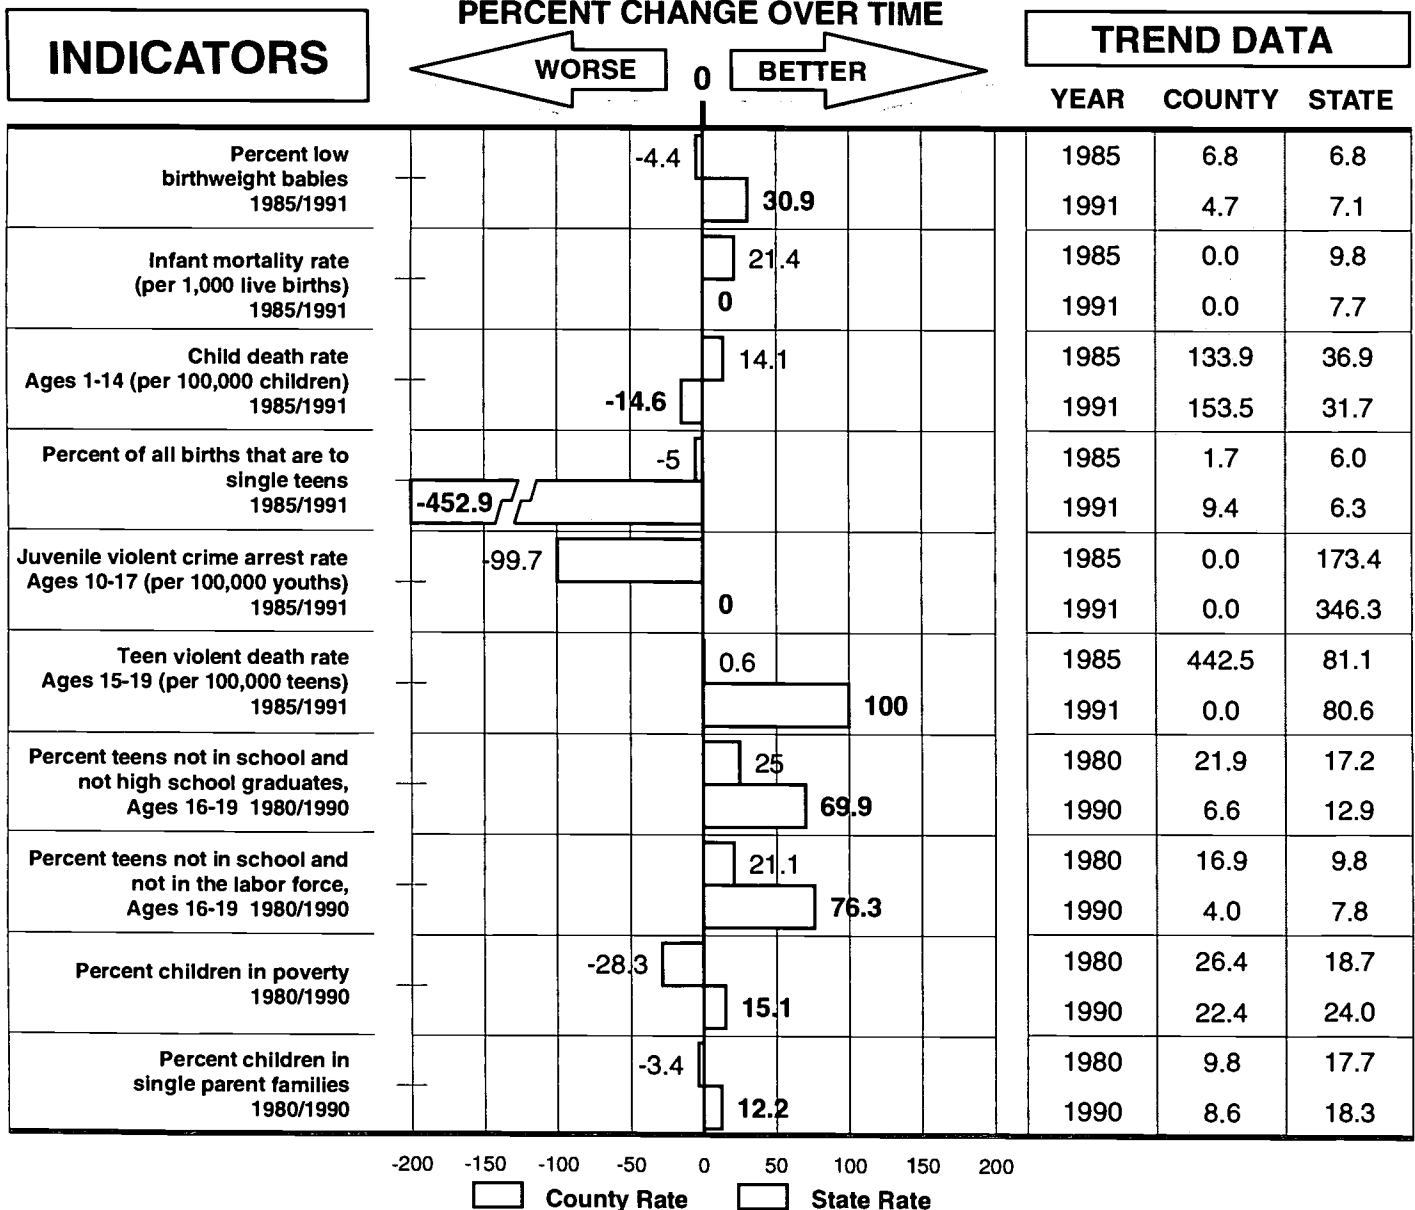 PERCENT CHANGE OVER TIME
INDICATORS
WORSE 0 BETTER
TREND DATA
YEAR COUNTY STATE
Percent low
birthweight babies
1985/1991
-4.4
30.9
1985 6.8 6.8
1991 4.7 7.1
Infant mortality rate
(per 1,000 live births)
1985/1991
21.4
0
1985 0.0 9.8
1991 0.0 7.7
Child death rate
Ages 1-14 (per 100,000 children)
1985/1991
14.1
-14.6
1985 133.9 36.9
1991 153.5 31.7
Percent of all births that are to
single teens
1985/1991
-5
-452.9
1985 1.7 6.0
1991 9.4 6.3
Juvenile violent crime arrest rate
Ages 10-17 (per 100,000 youths)
1985/1991
-99.7
0
1985 0.0 173.4
1991 0.0 346.3
Teen violent death rate
Ages 15-19 (per 100,000 teens)
1985/1991
0.6
100
1985 442.5 81.1
1991 0.0 80.6
Percent teens not in school and
not high school graduates,
Ages 16-19 1980/1990
25
69.9
1980 21.9 17.2
1990 6.6 12.9
Percent teens not in school and
not in the labor force,
Ages 16-19 1980/1990
21.1
76.3
1980 16.9 9.8
1990 4.0 7.8
Percent children in poverty
1980/1990
-28.3
15.1
1980 26.4 18.7
1990 22.4 24.0
Percent children in
single parent families
1980/1990
-3.4
12.2
1980 9.8 17.7
1990 8.6 18.3
-200 -150 -100 -50 0 50 100 150 200
County Rate State Rate